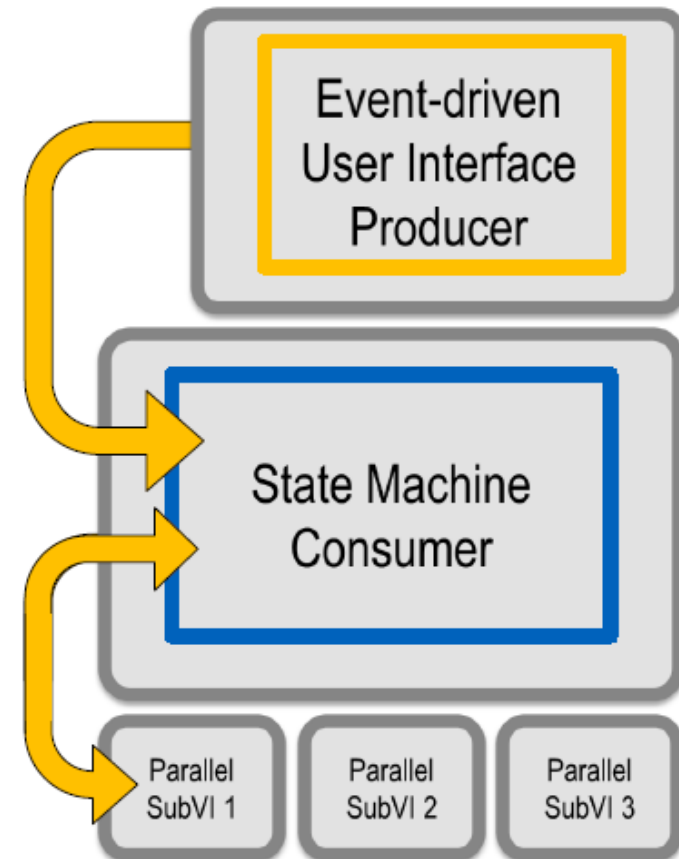 Event-driven
User Interface
Producer
State Machine
Consumer
Parallel
SubVI 1
Parallel
SubVI 2
Parallel
SubVI 3